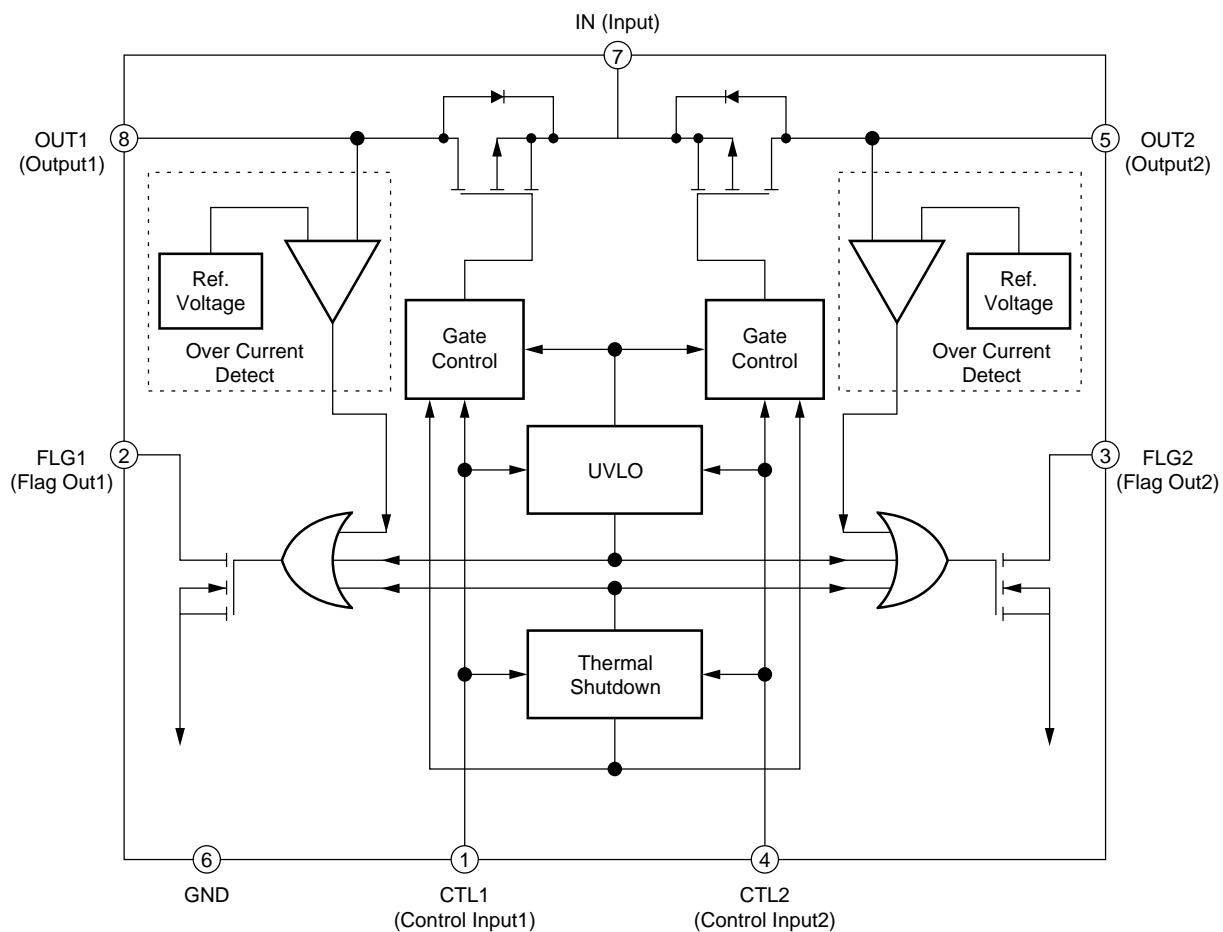 IN (Input)
7
OUT1
(Output1)
8
5
OUT2
(Output2)
Ref.
Voltage
Over Current
Detect
Gate
Control
Gate
Control
Ref.
Voltage
Over Current
Detect
FLG1
(Flag Out1)
2
UVLO
3
FLG2
(Flag Out2)
Thermal
Shutdown
6
GND
1
CTL1
(Control Input1)
4
CTL2
(Control Input2)